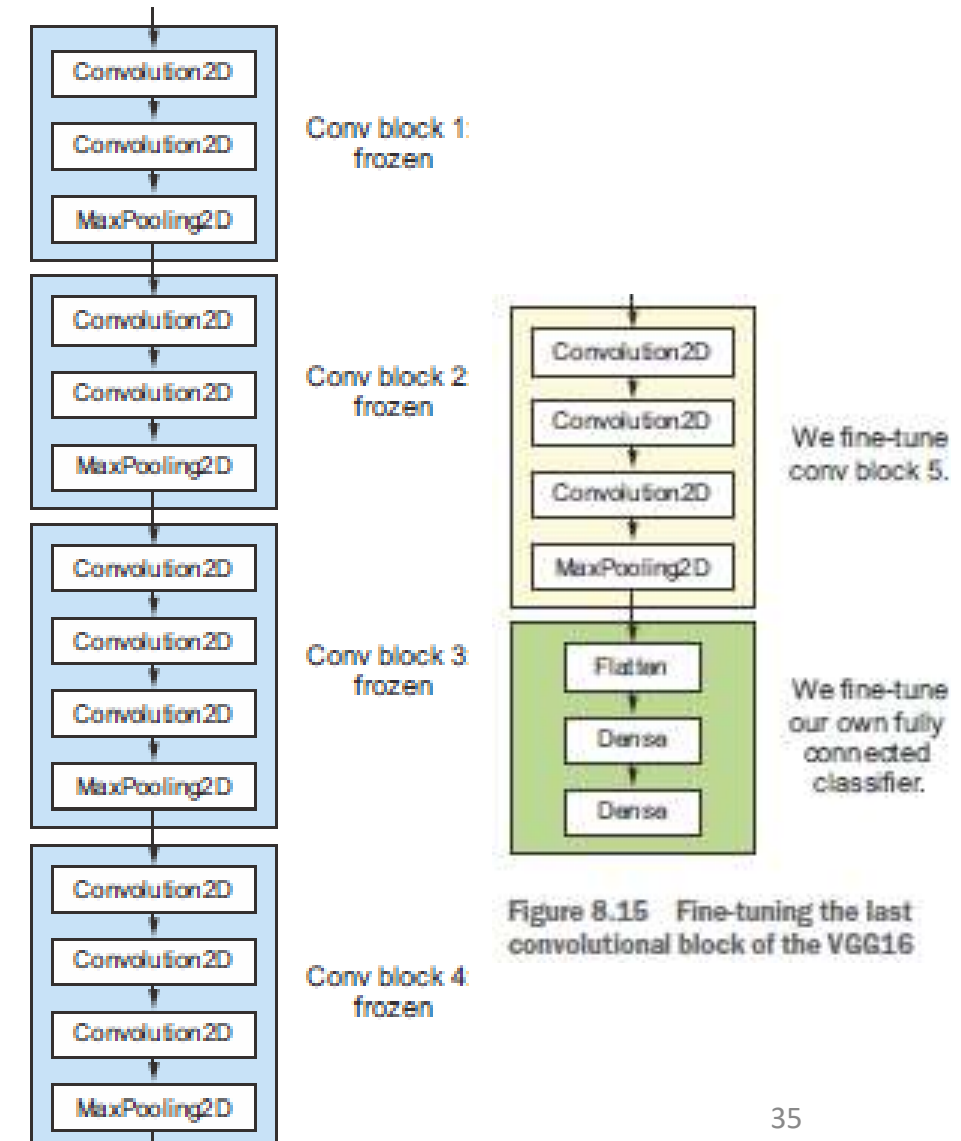 Convolution2D
Convolution2D
MaxPooling2D
Conv block 1:
frozen
Convolution2D
Convolution2D
MaxPooling2D
Conv block 2
frozen
Convolution2D
Convolution2D
Convolution2D
MaxPooling2D
Conv block 3:
frozen
Convolution2D
Convolution2D
Convolution2D
MaxPooling2D
Conv block 4:
frozen
Convolution2D
Convolution2D
Convolution2D
MaxPooling2D
We fine-tune
conv block 5.
Flatten
Dense
Dense
We fine-tune
our own fully
connected
classifier.
Figure 8.15 Fine-tuning the last
convolutional block of the VGG16
35